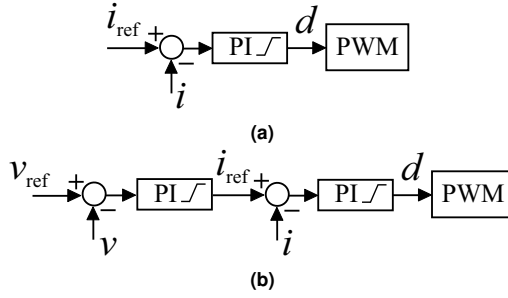 i_ref + − i PI d PWM
(a)
v_ref + − v PI i_ref + − i PI d PWM
(b)